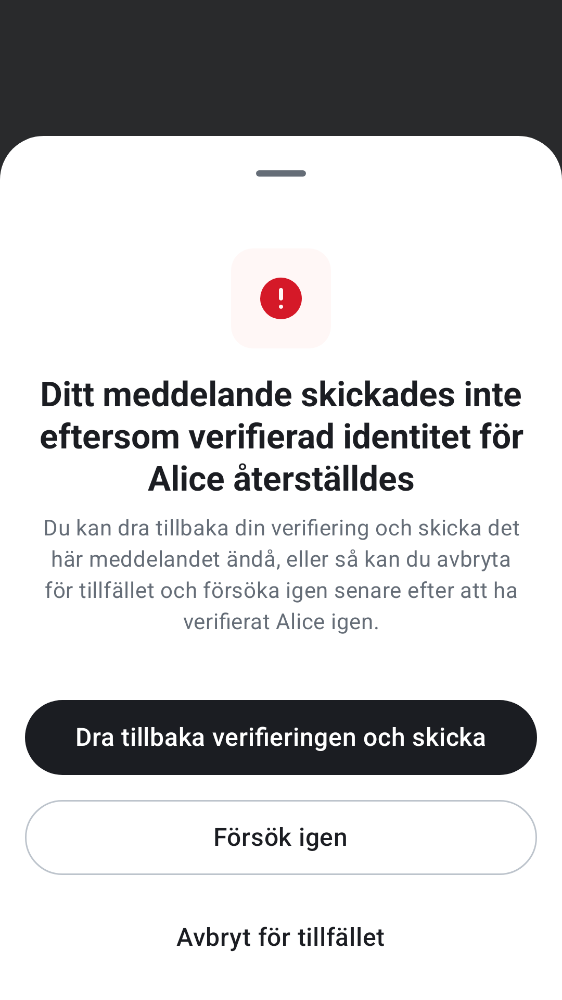 Ditt meddelande skickades inte
eftersom verifierad identitet för
Alice återställdes
Du kan dra tillbaka din verifiering och skicka det
här meddelandet ändå, eller så kan du avbryta
för tillfället och försöka igen senare efter att ha
verifierat Alice igen.
Dra tillbaka verifieringen och skicka
Försök igen
Avbryt för tillfället